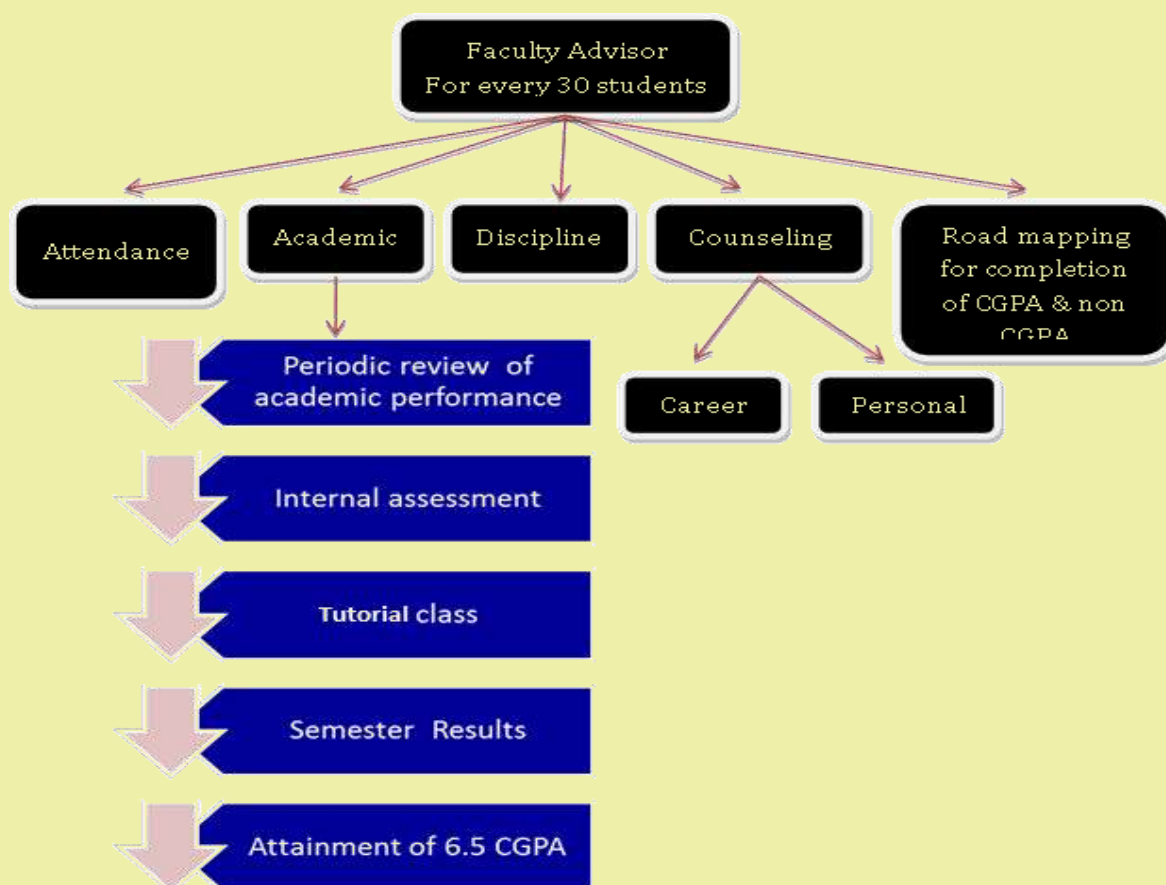 Faculty Advisor
For every 30 students
Attendance
Academic
Discipline
Counseling
Road mapping
for completion
of CGPA & non
CGPA
Periodic review of
academic performance
Career
Personal
Internal assessment
Tutorial class
Semester Results
Attainment of 6.5 CGPA